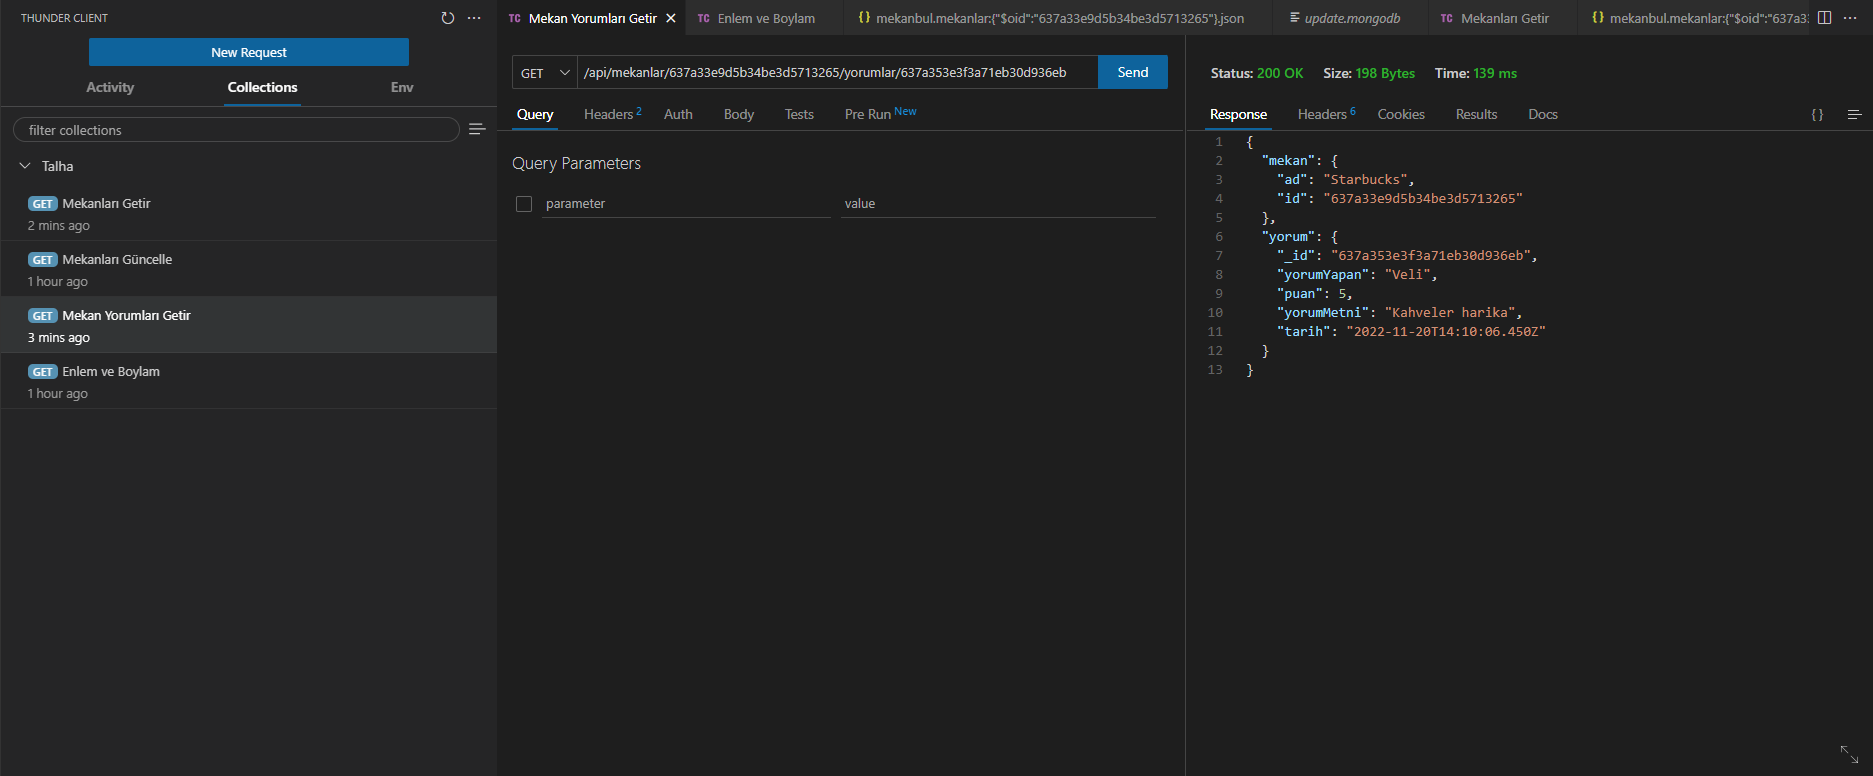 THUNDER CLIENT
New Request
Activity
Collections
Env
filter collections
Talha
GET Mekanları Getir
2 mins ago
GET Mekanları Güncelle
1 hour ago
GET Mekan Yorumları Getir
3 mins ago
GET Enlem ve Boylam
1 hour ago
TC Mekan Yorumları Getir
TC Enlem ve Boylam
{} mekanbul.mekanlar:{"$oid":"637a33e9d5b34be3d5713265"}.json
update.mongodb
TC Mekanları Getir
{} mekanbul.mekanlar:{"$oid":"637a3
GET
/api/mekanlar/637a33e9d5b34be3d5713265/yorumlar/637a353e3f3a71eb30d936eb
Send
Query
Headers 2
Auth
Body
Tests
Pre Run New
Query Parameters
parameter
value
Status: 200 OK
Size: 198 Bytes
Time: 139 ms
Response
Headers 6
Cookies
Results
Docs
{}
1 {
2 "mekan": {
3 "ad": "Starbucks",
4 "id": "637a33e9d5b34be3d5713265"
5 },
6 "yorum": {
7 "_id": "637a353e3f3a71eb30d936eb",
8 "yorumYapan": "Veli",
9 "puan": 5,
10 "yorumMetni": "Kahveler harika",
11 "tarih": "2022-11-20T14:10:06.450Z"
12 }
13 }